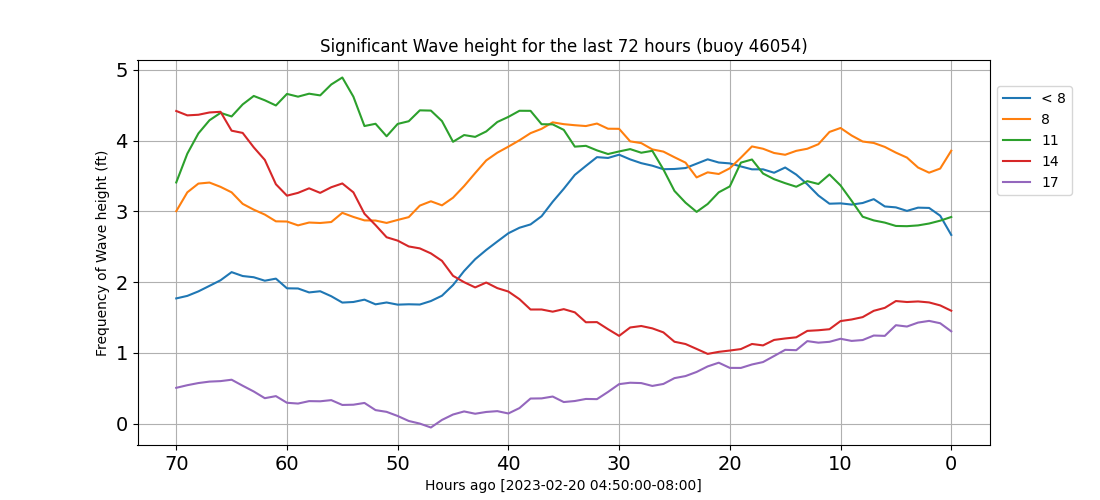 Significant Wave height for the last 72 hours (buoy 46054)
Frequency of Wave height (ft)
5
4
3
2
1
0
70 60 50 40 30 20 10 0
Hours ago [2023-02-20 04:50:00-08:00]
< 8
8
11
14
17